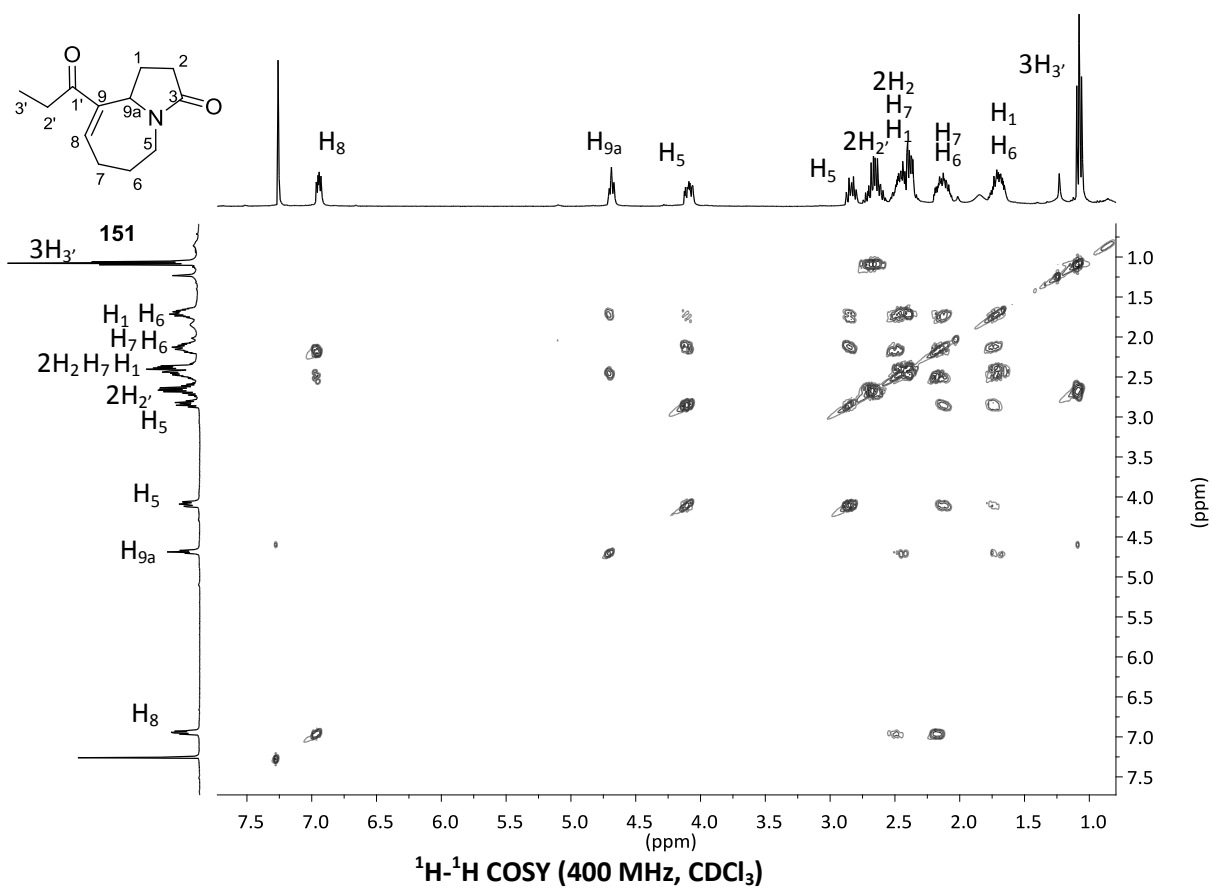 O
1
2
3H3'
2H2
H7
H1
3' 1' 9 3
2' 9a N O
8 5
7 6
H8
H9a
H5
H5
2H2'
H7
H6
H1
H6
151
3H3'
H1 H6
H7 H6
2H2 H7 H1
2H2'
H5
H5
H9a
H8
1.0
1.5
2.0
2.5
3.0
3.5
4.0
4.5
5.0
5.5
6.0
6.5
7.0
7.5
(ppm)
7.5 7.0 6.5 6.0 5.5 5.0 4.5 4.0 3.5 3.0 2.5 2.0 1.5 1.0
(ppm)
¹H-¹H COSY (400 MHz, CDCl₃)